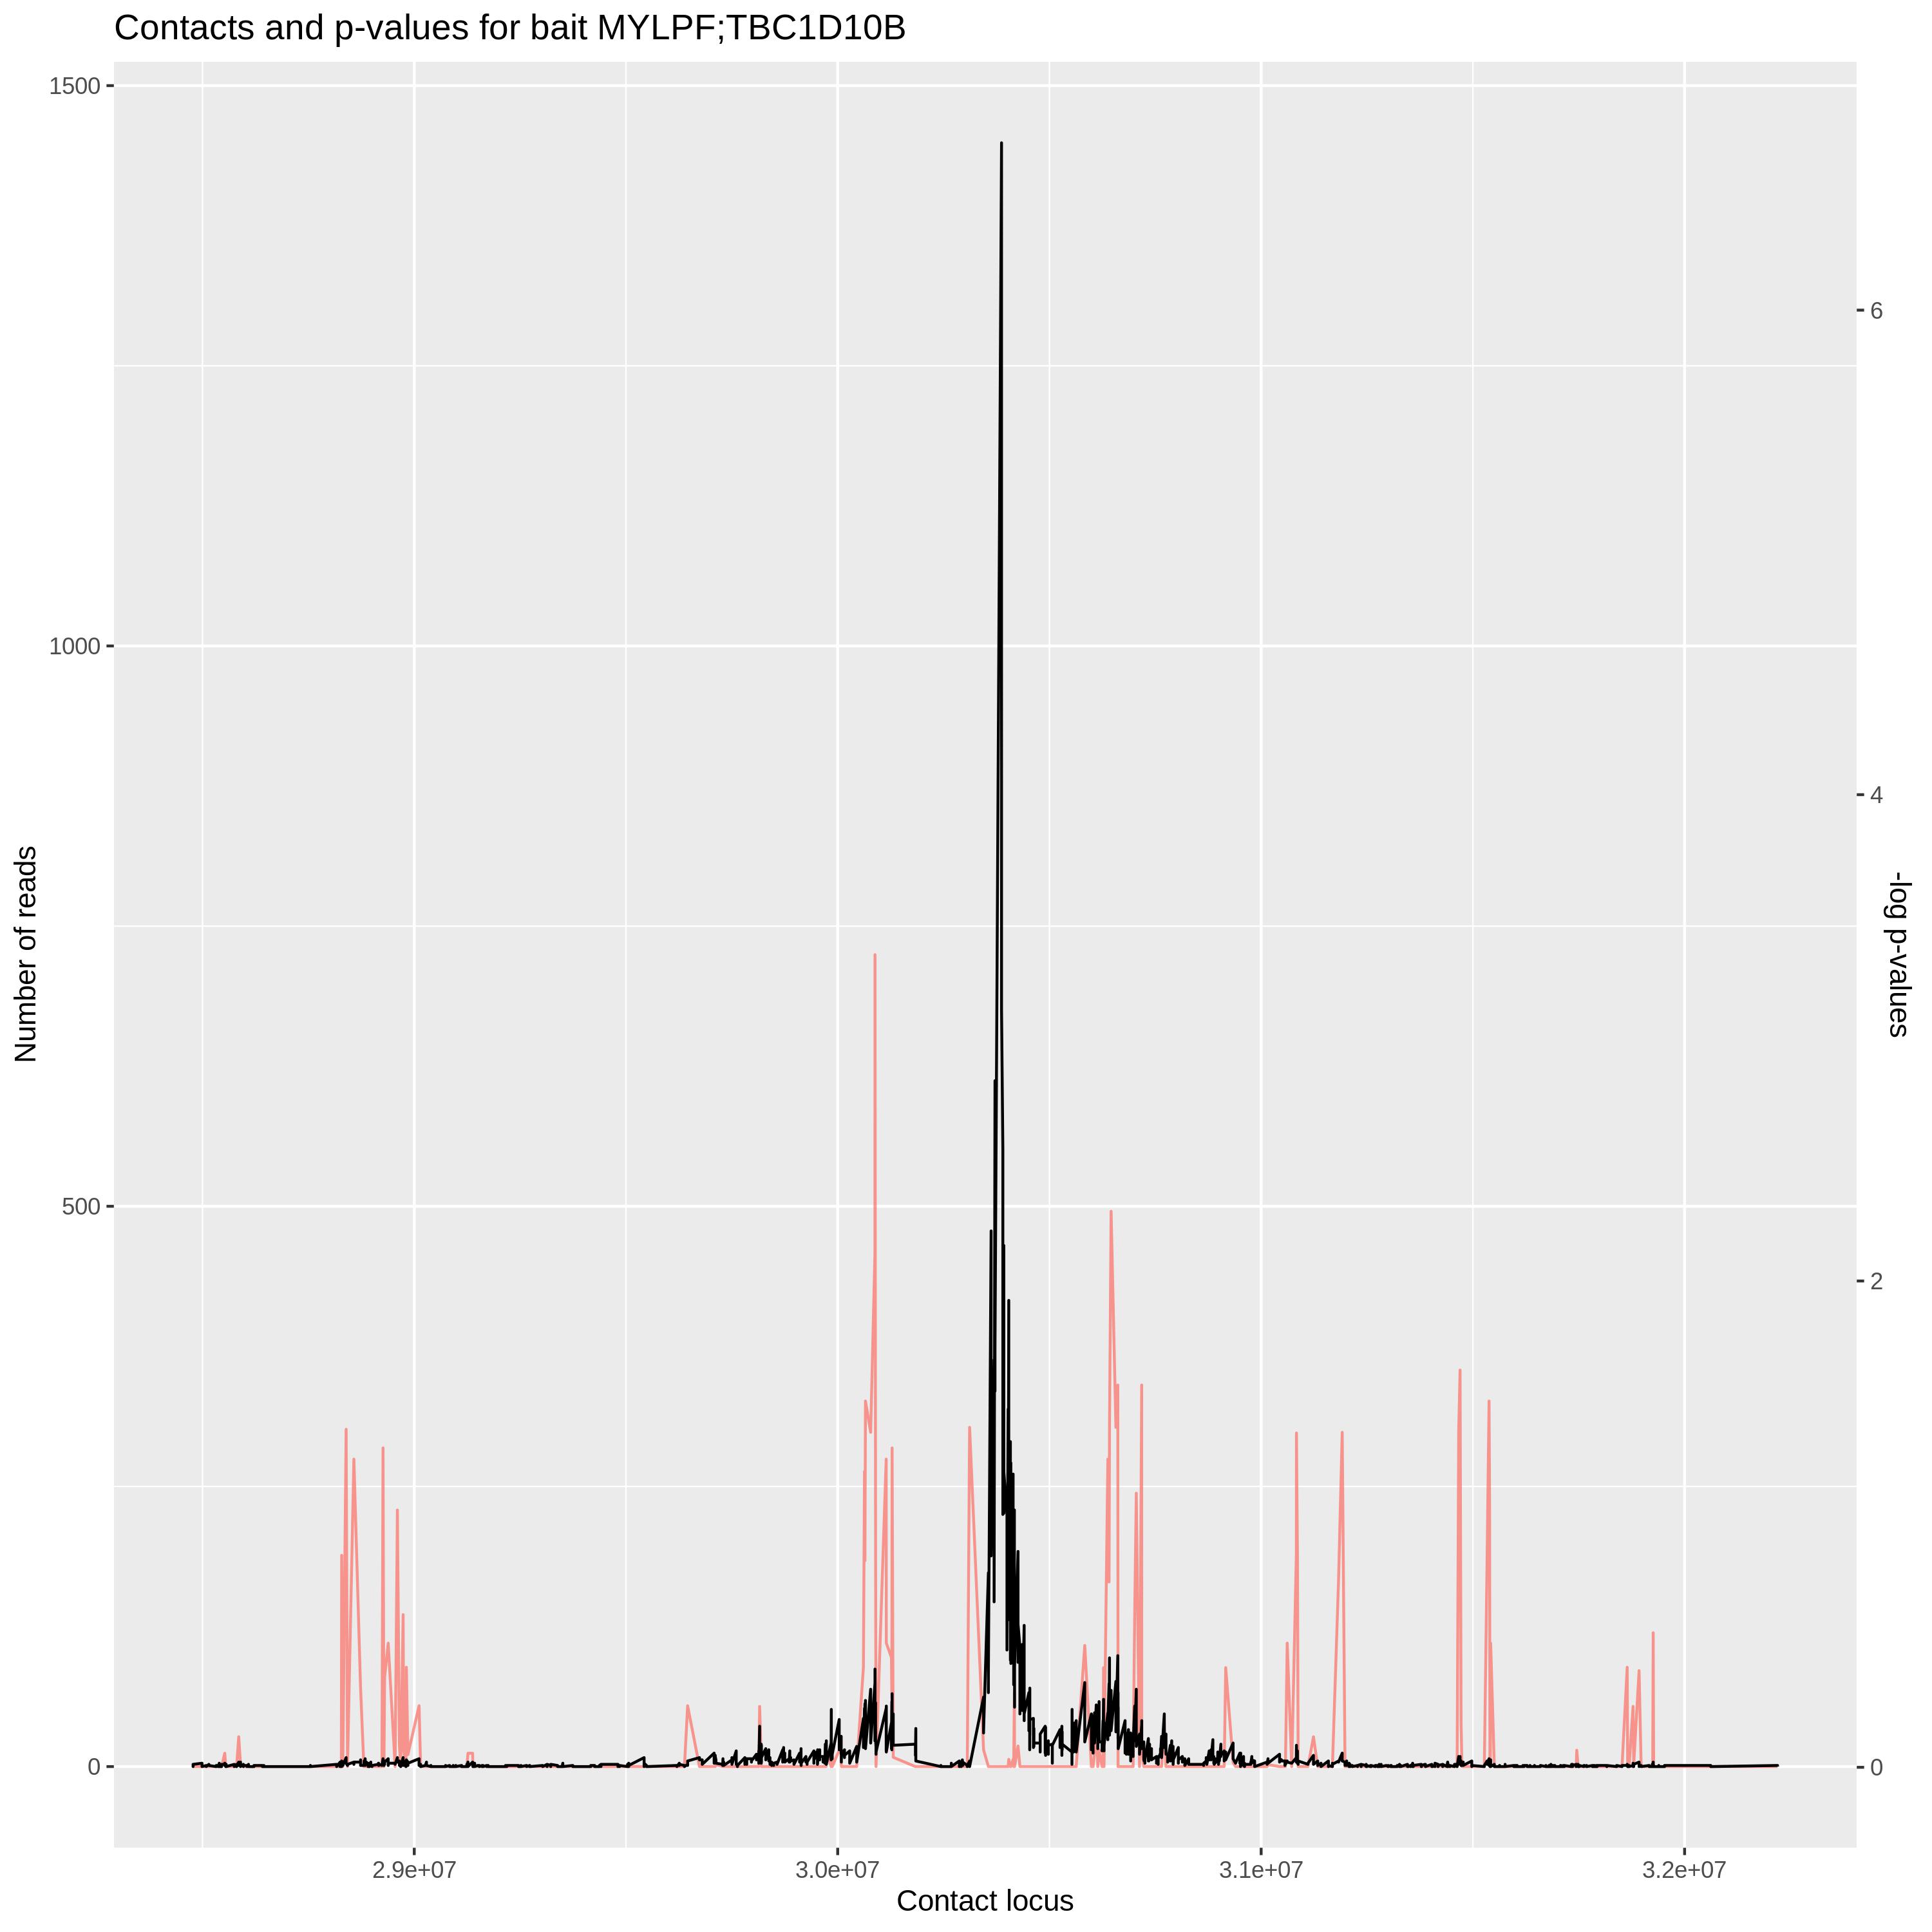 Contacts and p-values for bait MYLPF;TBC1D10B
1500
1000
500
0
Number of reads
6
4
2
0
-log p-values
2.9e+07
3.0e+07
3.1e+07
3.2e+07
Contact locus